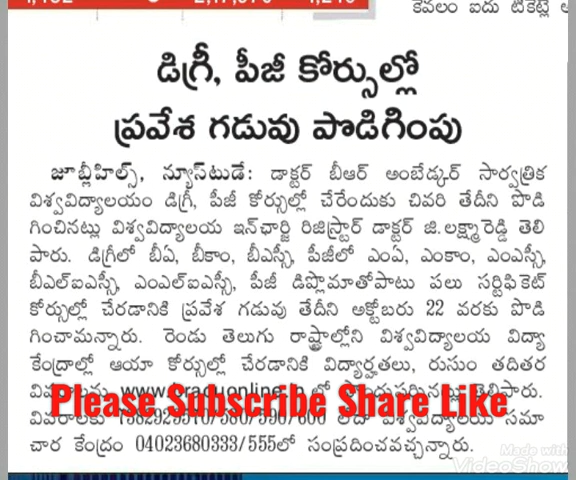 కేవలం ఐదు టికెట్లే
డిగ్రీ, పీజీ కోర్సుల్లో
ప్రవేశ గడువు పొడిగింపు
జూబ్లీహిల్స్, న్యూస్‌టుడే: డాక్టర్ బీఆర్ అంబేడ్కర్ సార్వత్రిక
విశ్వవిద్యాలయం డిగ్రీ, పీజీ కోర్సుల్లో చేరేందుకు చివరి తేదీని పొడి
గించినట్లు విశ్వవిద్యాలయ ఇన్‌ఛార్జి రిజిస్ట్రార్ డాక్టర్ జి.లక్ష్మారెడ్డి తెలి
పారు. డిగ్రీలో బీఏ, బీకాం, బీఎస్సీ, పీజీలో ఎంఏ, ఎంకాం, ఎంఎస్సీ,
బీఎల్ఐఎస్సీ, ఎంఎల్ఐఎస్సీ, పీజీ డిప్లొమాతోపాటు పలు సర్టిఫికెట్
కోర్సుల్లో చేరడానికి ప్రవేశ గడువు తేదీని అక్టోబరు 22 వరకు పొడి
గించామన్నారు. రెండు తెలుగు రాష్ట్రాల్లోని విశ్వవిద్యాలయ విద్యా
కేంద్రాల్లో ఆయా కోర్సుల్లో చేరడానికి విద్యార్హతలు, రుసుం తదితర
Please Subscribe Share Like
చార కేంద్రం 04023680333/555లో సంప్రదించవచ్చన్నారు.
Made with
VideoShow